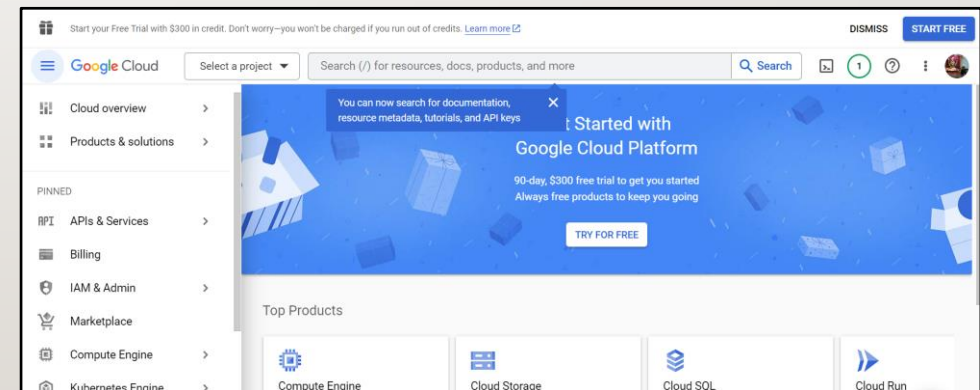 Start your Free Trial with $300 in credit. Don't worry—you won't be charged if you run out of credits. Learn more
DISMISS
START FREE
Google Cloud
Select a project
Search (/) for resources, docs, products, and more
Search
1
Cloud overview
Products & solutions
PINNED
API APIs & Services
Billing
IAM & Admin
Marketplace
Compute Engine
Kubernetes Engine
You can now search for documentation,
resource metadata, tutorials, and API keys
t Started with
Google Cloud Platform
90-day, $300 free trial to get you started
Always free products to keep you going
TRY FOR FREE
Top Products
Compute Engine
Cloud Storage
Cloud SQL
Cloud Run